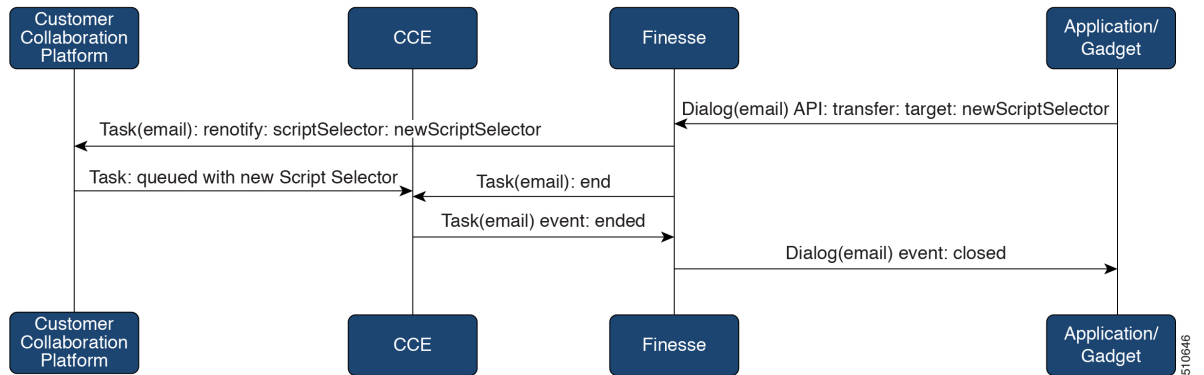 Customer
Collaboration
Platform
CCE
Finesse
Application/
Gadget
Dialog(email) API: transfer: target: newScriptSelector
Task(email): renotify: scriptSelector: newScriptSelector
Task: queued with new Script Selector
Task(email): end
Task(email) event: ended
Dialog(email) event: closed
Customer
Collaboration
Platform
CCE
Finesse
Application/
Gadget
510646